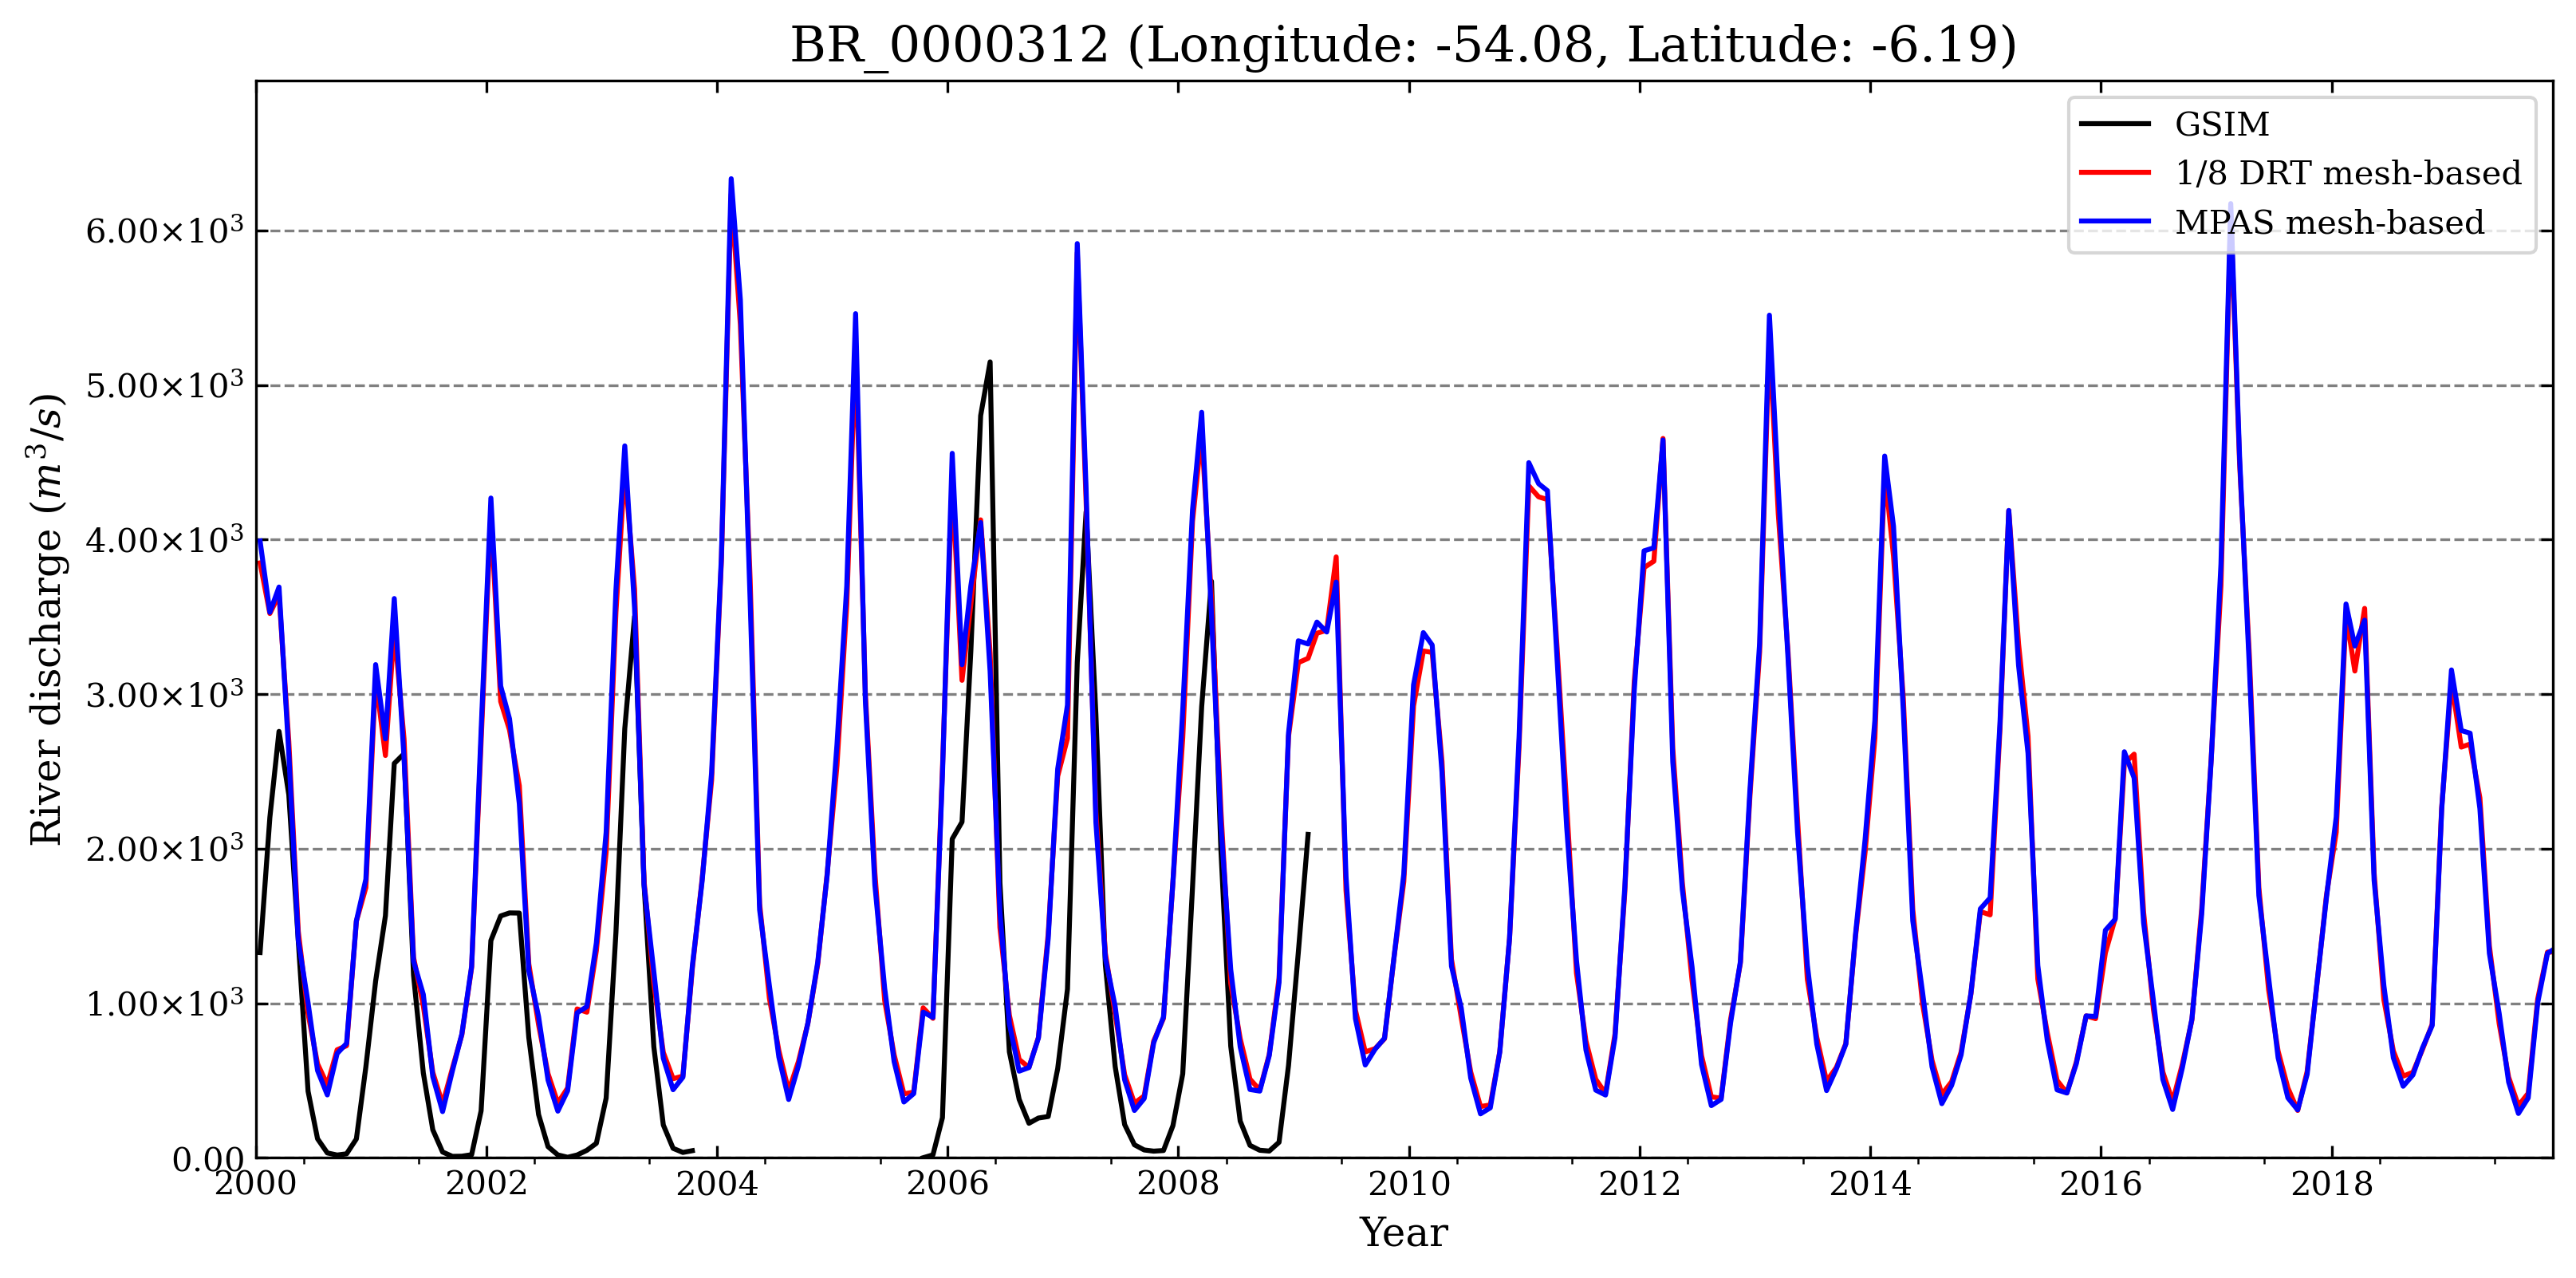 BR_0000312 (Longitude: -54.08, Latitude: -6.19)
GSIM
1/8 DRT mesh-based
MPAS mesh-based
River discharge (m³/s)
6.00×10³
5.00×10³
4.00×10³
3.00×10³
2.00×10³
1.00×10³
0.00
2000 2002 2004 2006 2008 2010 2012 2014 2016 2018
Year